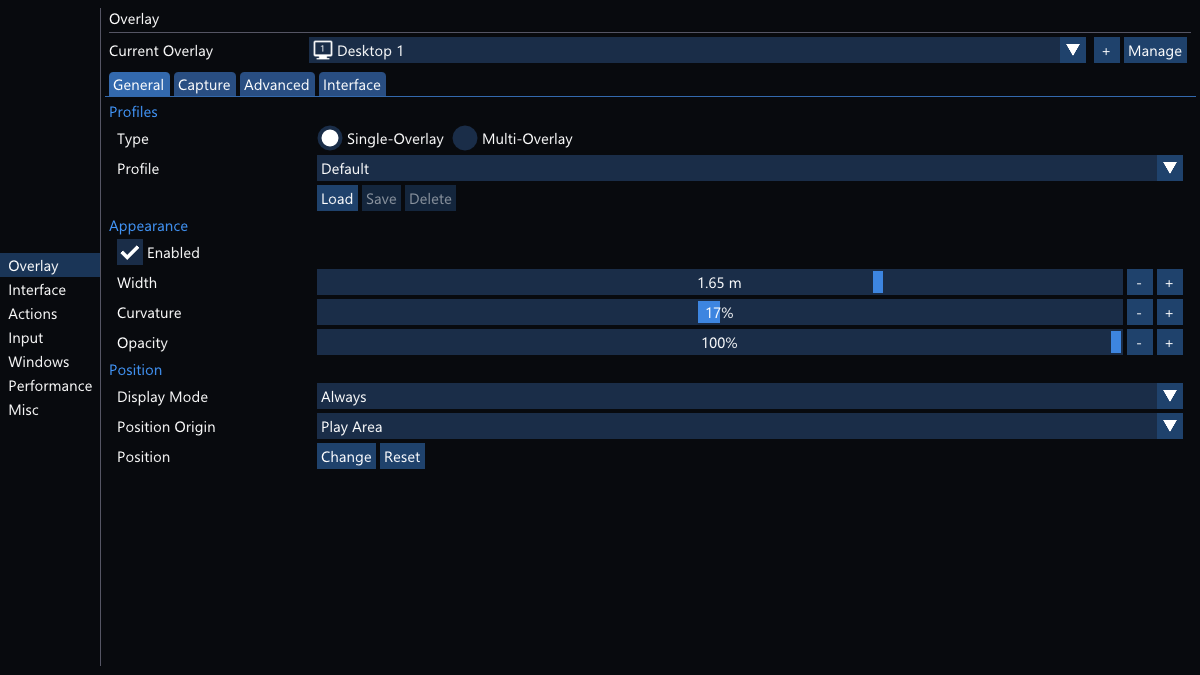 Overlay
Current Overlay 1 Desktop 1 + Manage
General Capture Advanced Interface
Profiles
Type Single-Overlay Multi-Overlay
Profile Default
Load Save Delete
Appearance
Enabled
Overlay
Width 1.65 m - +
Interface
Curvature 17% - +
Actions
Input
Opacity 100% - +
Windows
Position
Performance
Display Mode Always
Misc
Position Origin Play Area
Position Change Reset